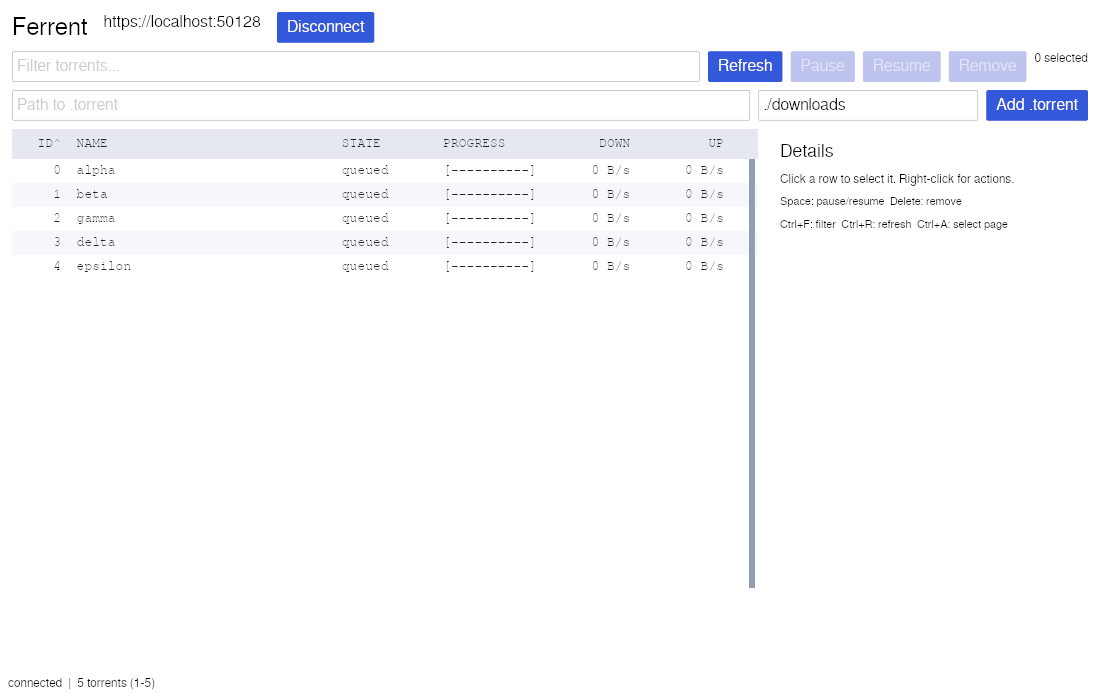 Ferrent https://localhost:50128 Disconnect
Filter torrents... Refresh Pause Resume Remove 0 selected
Path to .torrent ./downloads Add .torrent
ID^ NAME STATE PROGRESS DOWN UP
0 alpha queued [----------] 0 B/s 0 B/s
1 beta queued [----------] 0 B/s 0 B/s
2 gamma queued [----------] 0 B/s 0 B/s
3 delta queued [----------] 0 B/s 0 B/s
4 epsilon queued [----------] 0 B/s 0 B/s
Details
Click a row to select it. Right-click for actions.
Space: pause/resume Delete: remove
Ctrl+F: filter Ctrl+R: refresh Ctrl+A: select page
connected | 5 torrents (1-5)